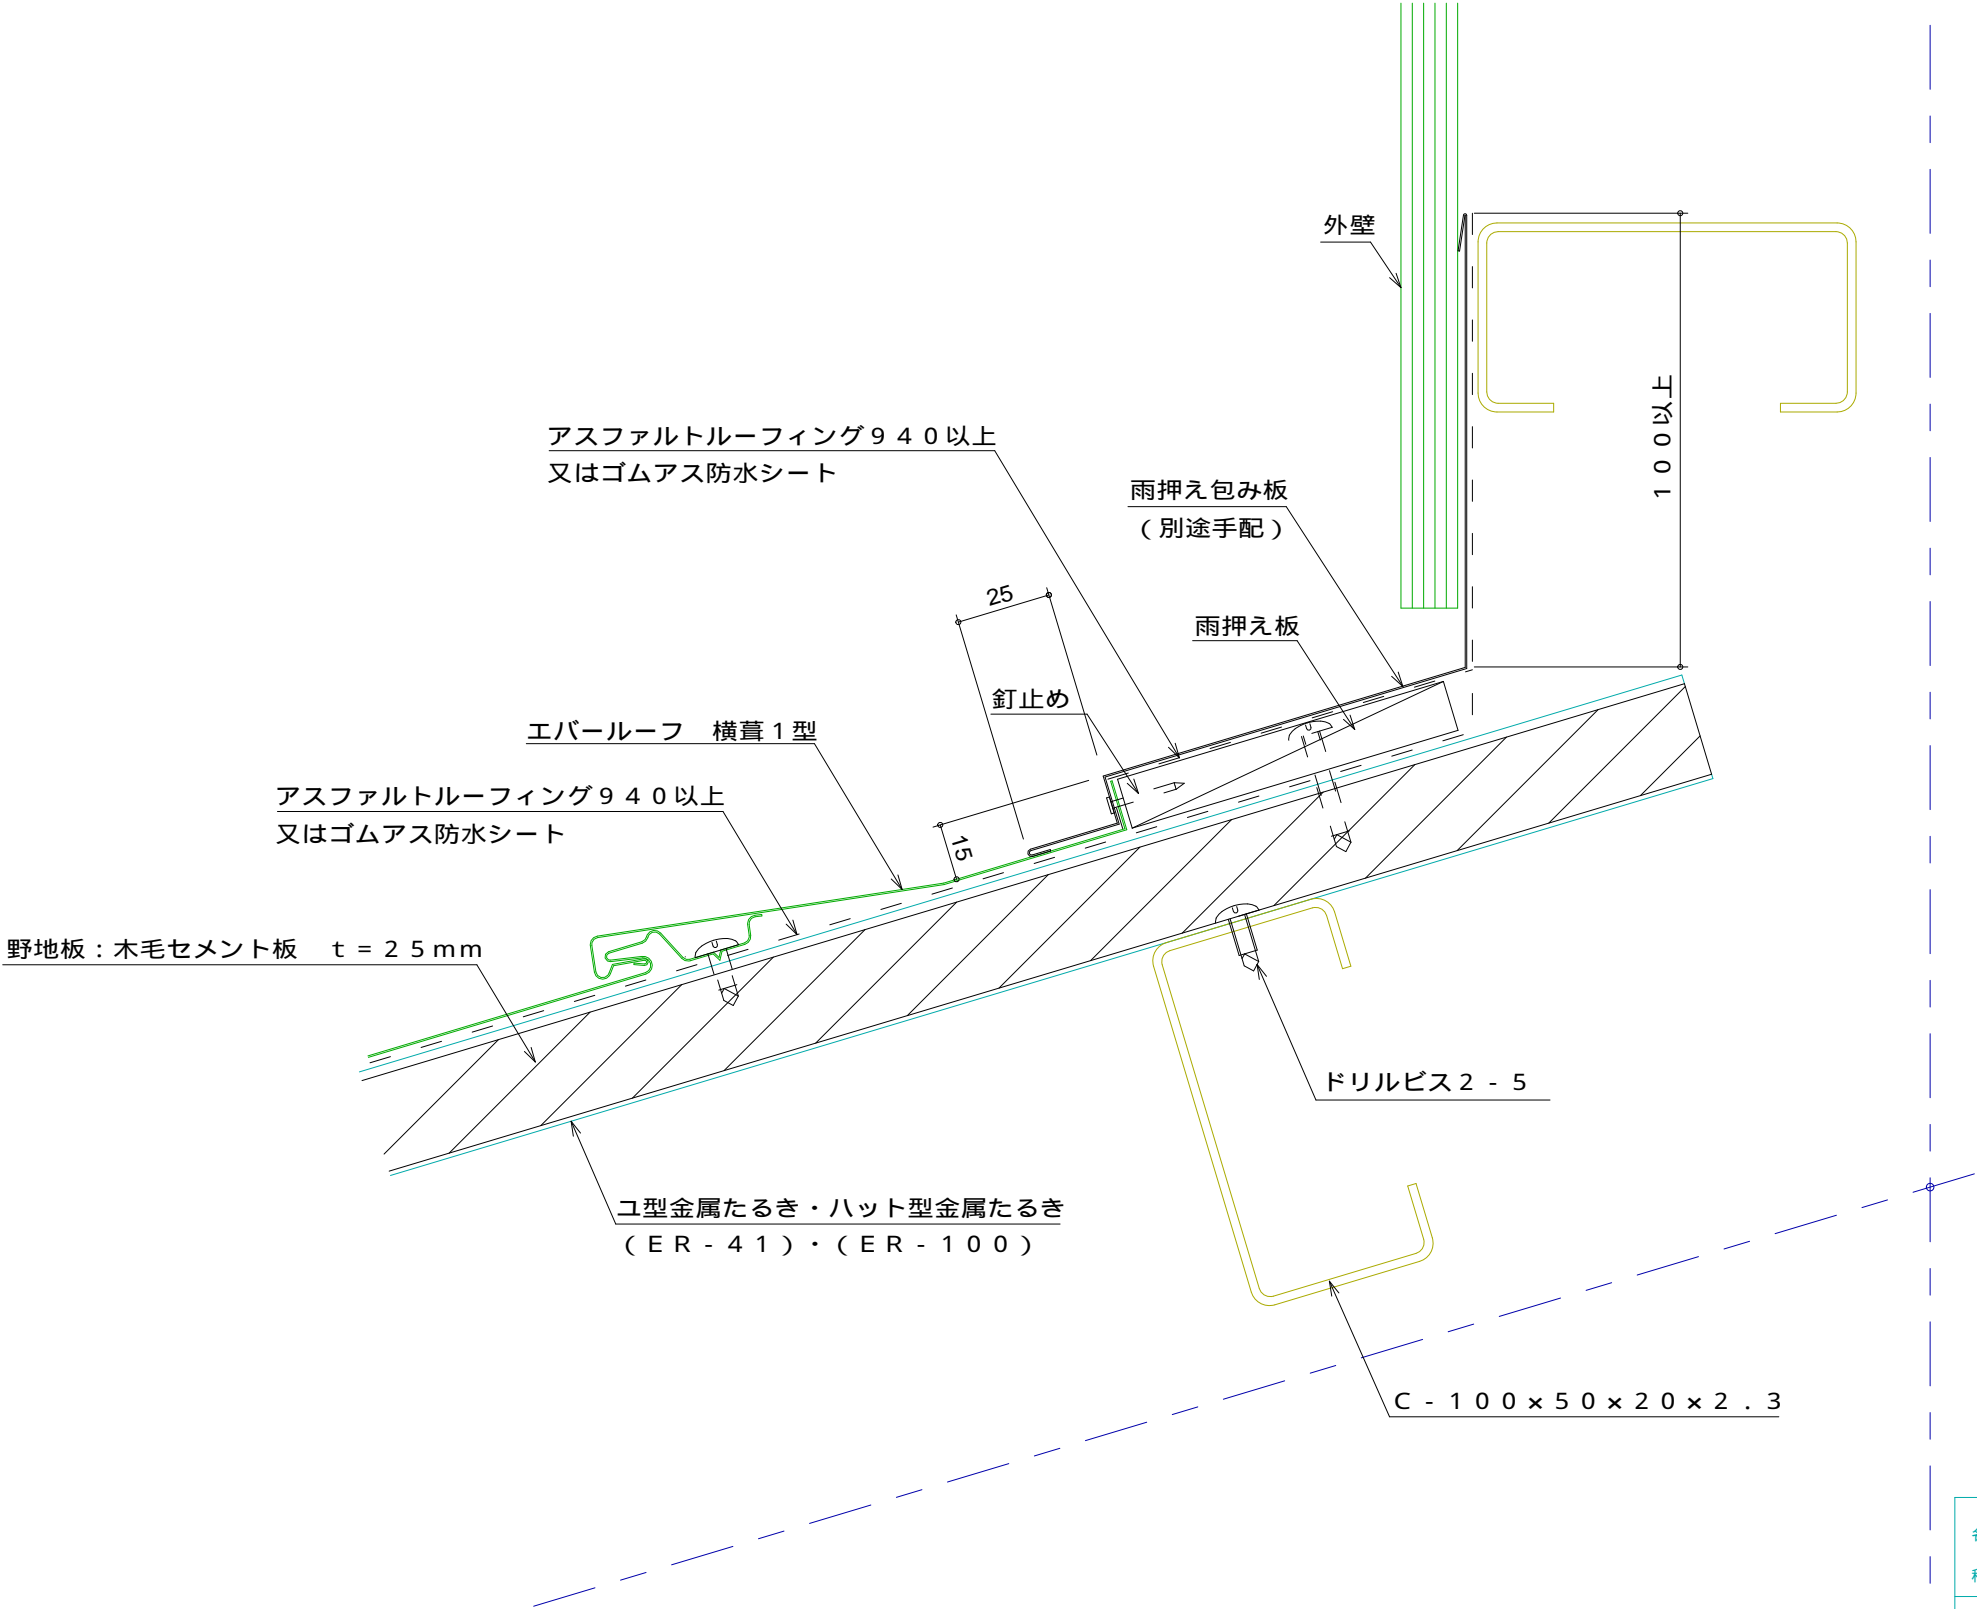 外壁
100以上
アスファルトルーフィング940以上
又はゴムアス防水シート
雨押え包み板
(別途手配)
25
雨押え板
釘止め
エバールーフ 横葺1型
アスファルトルーフィング940以上
又はゴムアス防水シート
15
野地板:木毛セメント板 t=25mm
ドリルビス2-5
ユ型金属たるき・ハット型金属たるき
(ER-41)・(ER-100)
C-100×50×20×2.3